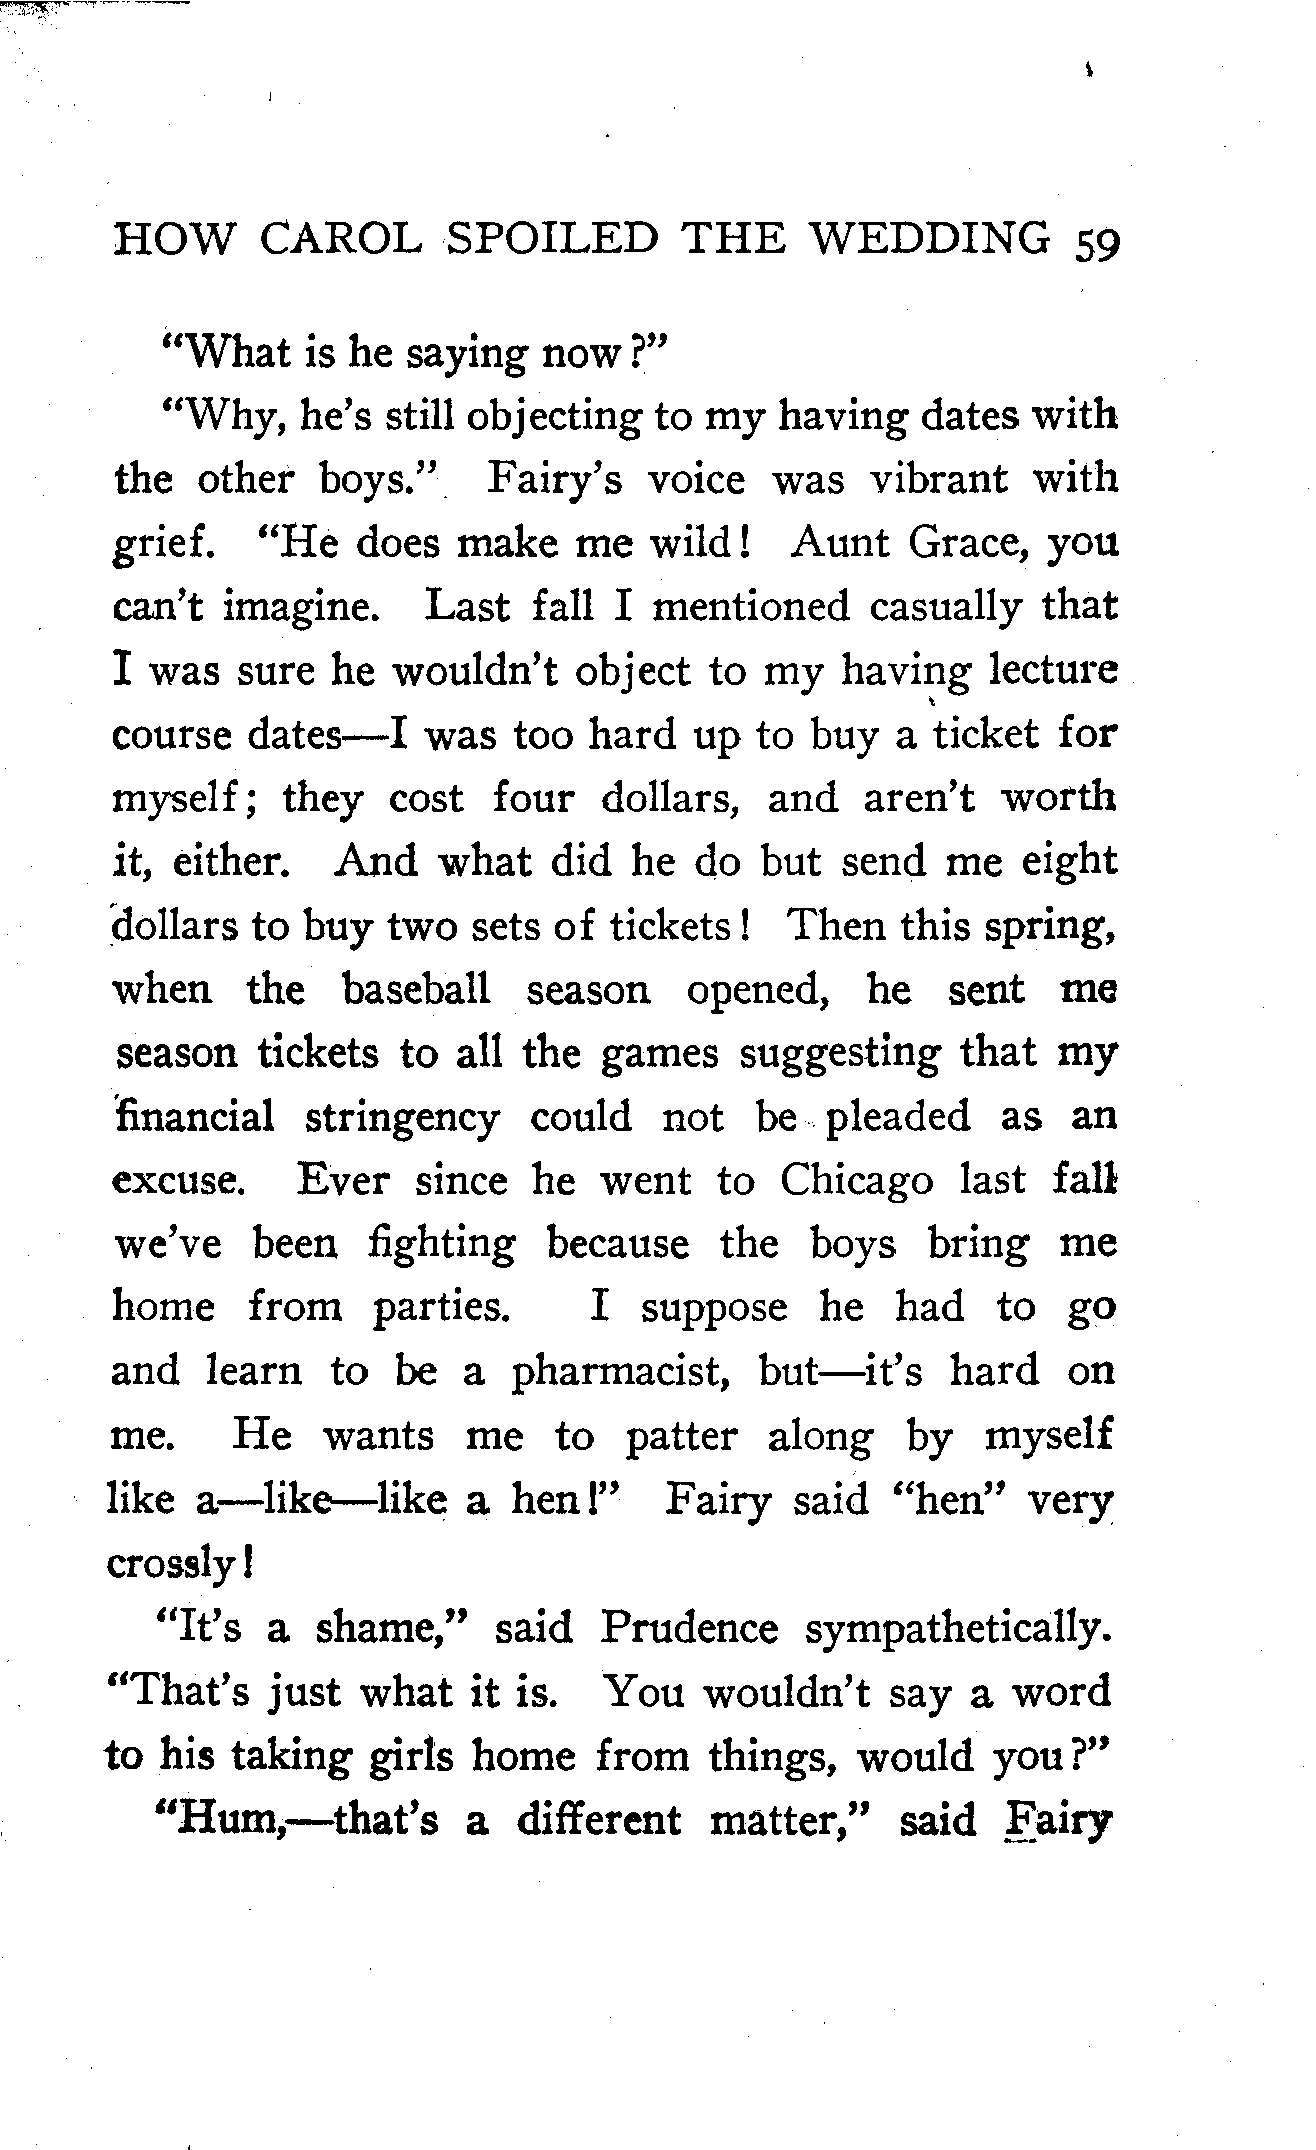 HOW CAROL SPOILED THE WEDDING 59
“What is he saying now?”
“Why, he’s still objecting to my having dates with
the other boys.” Fairy’s voice was vibrant with
grief. “He does make me wild! Aunt Grace, you
can’t imagine. Last fall I mentioned casually that
I was sure he wouldn’t object to my having lecture
course dates—I was too hard up to buy a ticket for
myself; they cost four dollars, and aren’t worth
it, either. And what did he do but send me eight
dollars to buy two sets of tickets! Then this spring,
when the baseball season opened, he sent me
season tickets to all the games suggesting that my
financial stringency could not be pleaded as an
excuse. Ever since he went to Chicago last fall
we’ve been fighting because the boys bring me
home from parties. I suppose he had to go
and learn to be a pharmacist, but—it’s hard on
me. He wants me to patter along by myself
like a—like—like a hen!” Fairy said “hen” very
crossly!
“It’s a shame,” said Prudence sympathetically.
“That’s just what it is. You wouldn’t say a word
to his taking girls home from things, would you?”
“Hum,—that’s a different matter,” said Fairy